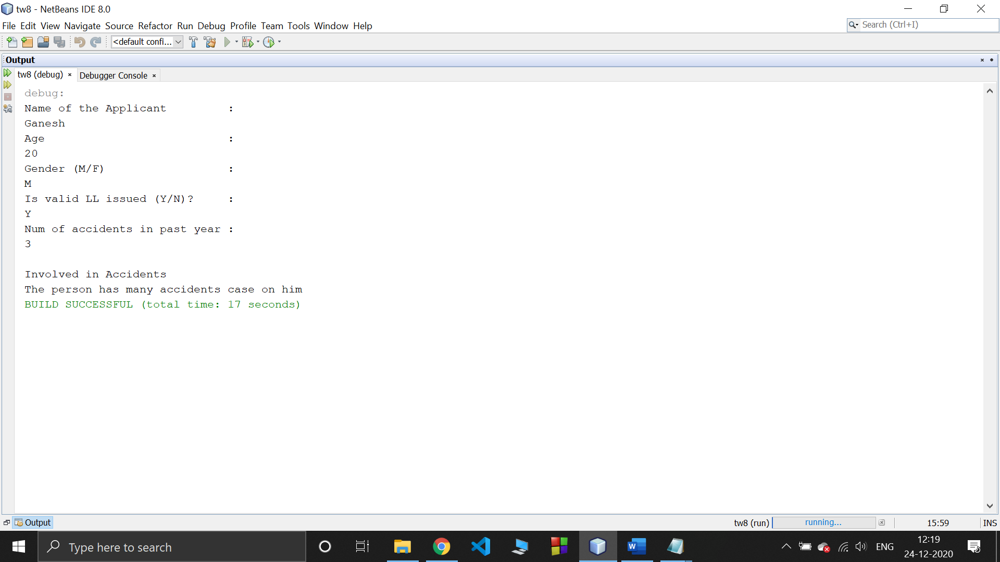 tw8 - NetBeans IDE 8.0
File Edit View Navigate Source Refactor Run Debug Profile Team Tools Window Help
Search (Ctrl+I)
<default confi...
Output
tw8 (debug) × Debugger Console ×
debug:
Name of the Applicant :
Ganesh
Age :
20
Gender (M/F) :
M
Is valid LL issued (Y/N)? :
Y
Num of accidents in past year :
3
Involved in Accidents
The person has many accidents case on him
BUILD SUCCESSFUL (total time: 17 seconds)
Output
tw8 (run) running... 15:59 INS
Type here to search
W
ENG
12:19
24-12-2020